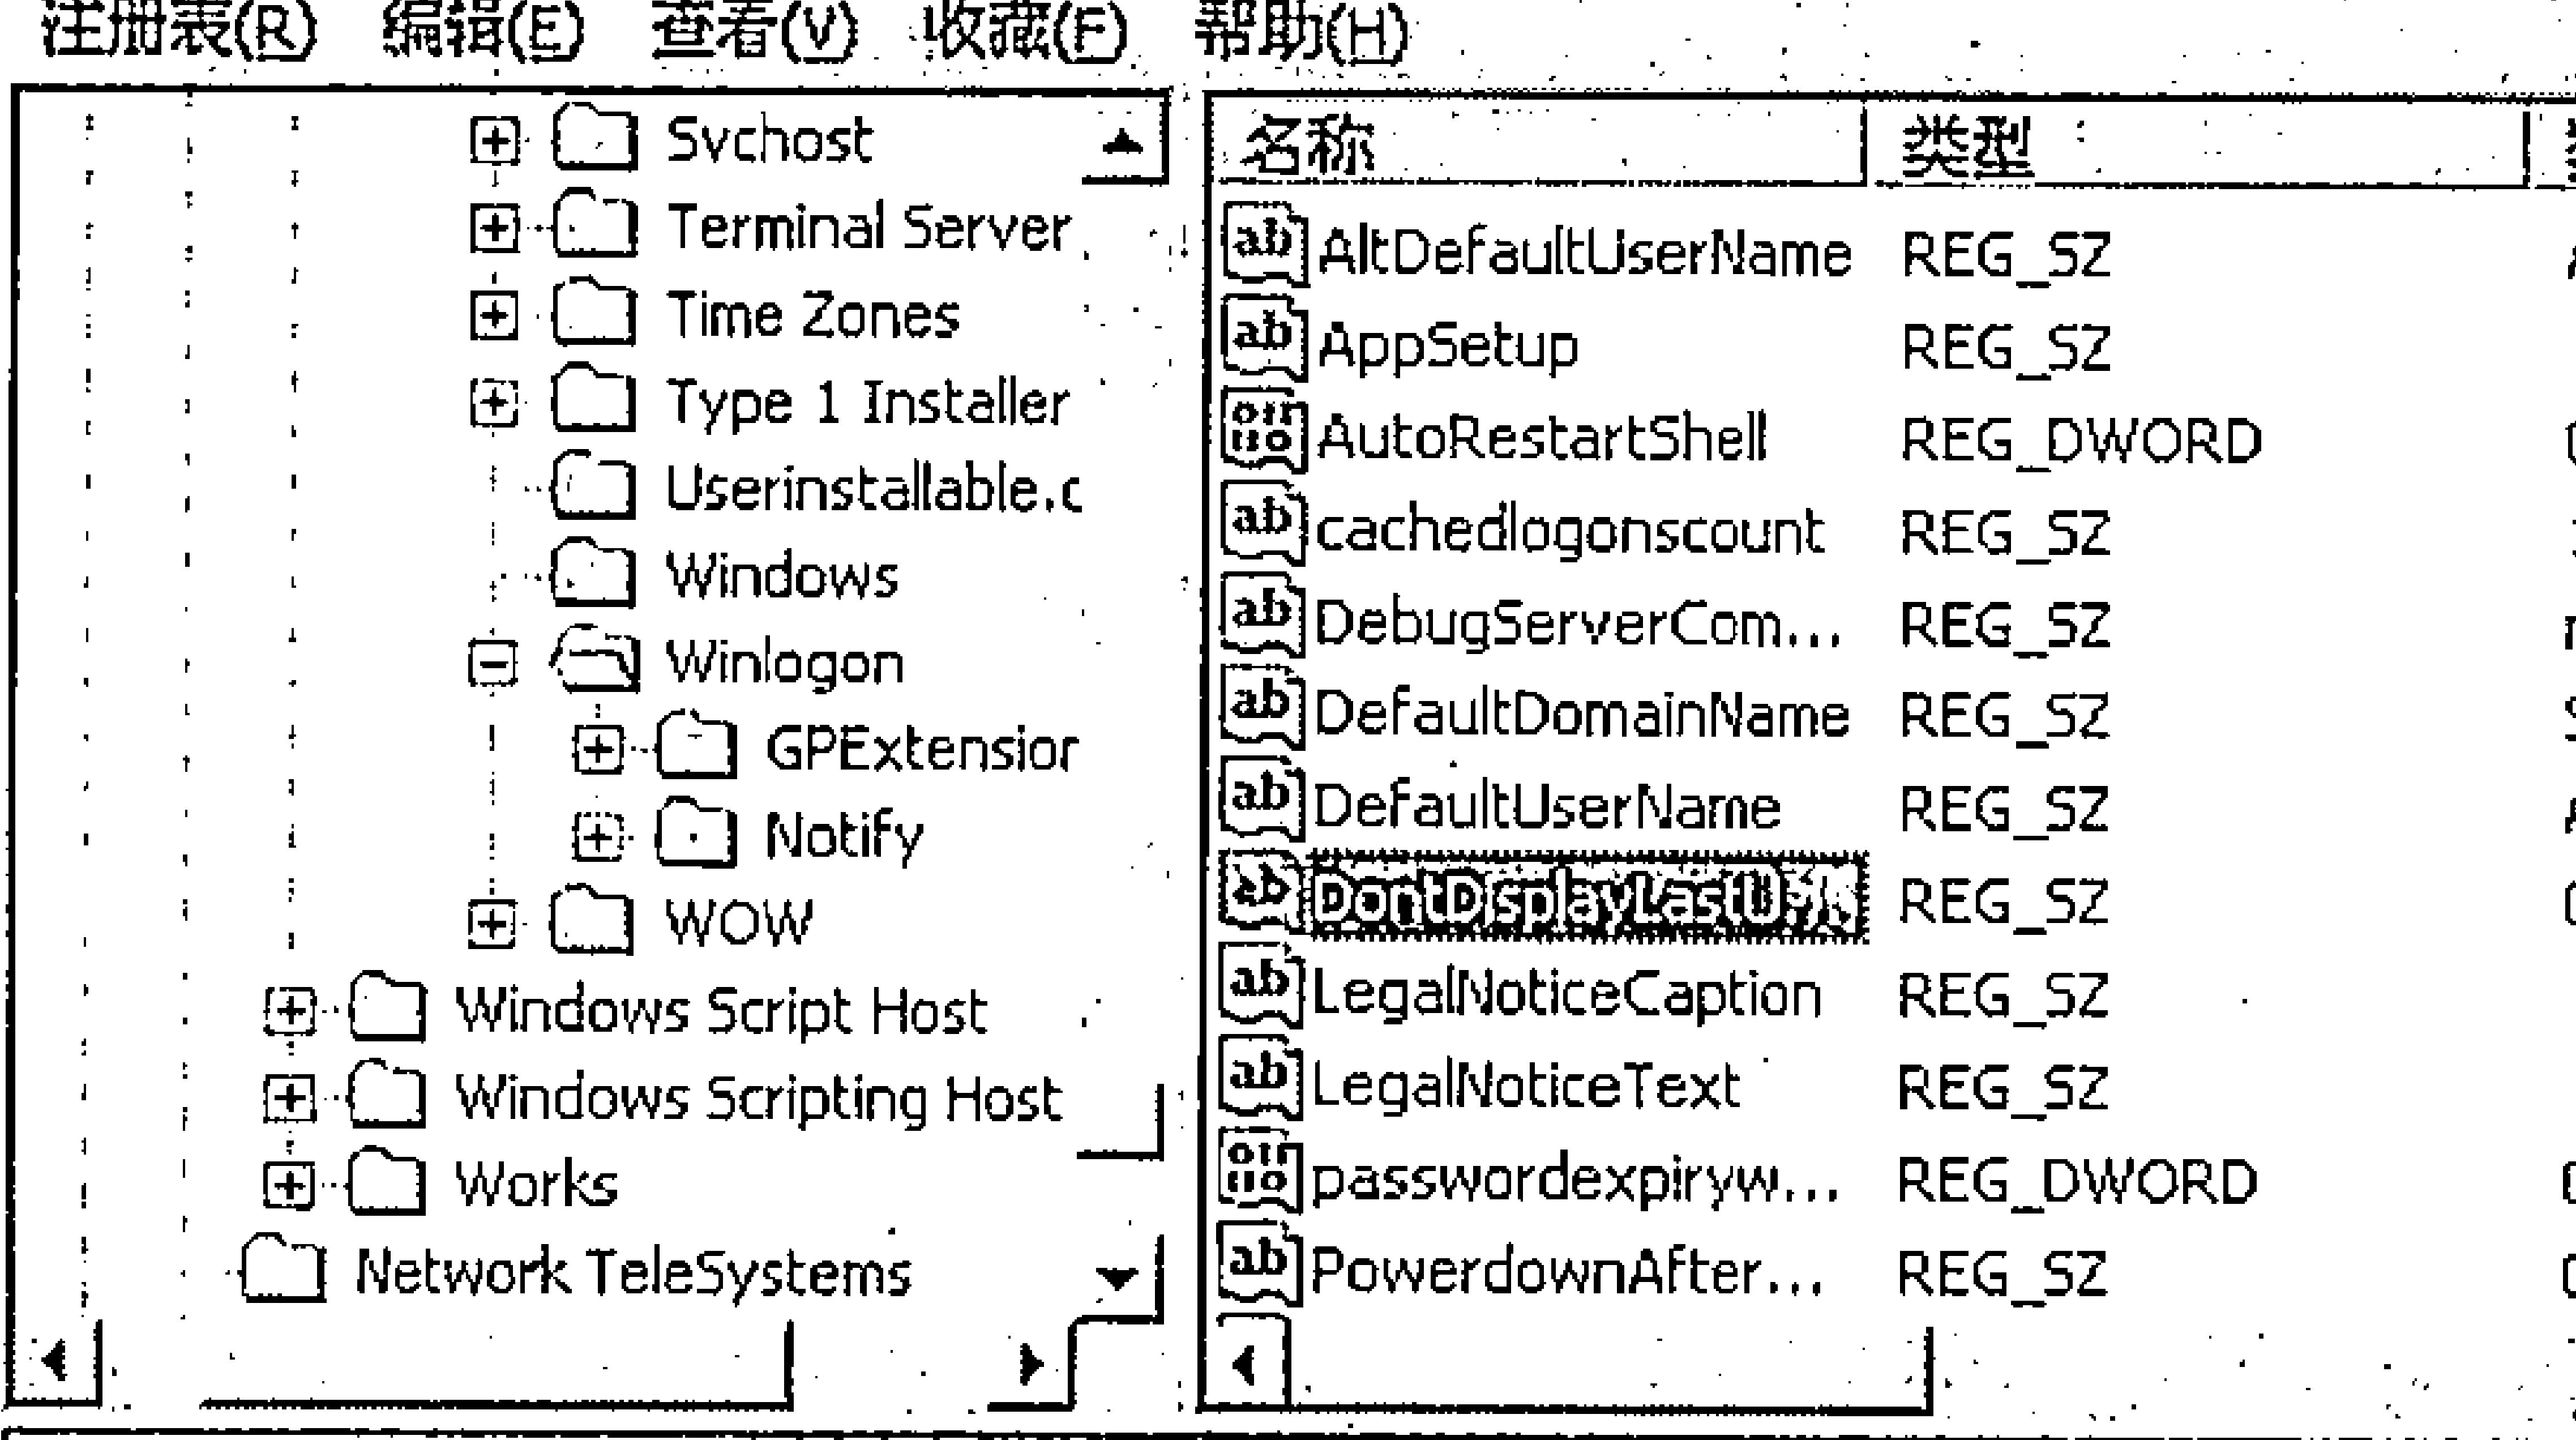 注册表(R) 编辑(E) 查看(V) 收藏(F) 帮助(H)
Svchost
Terminal Server
Time Zones
Type 1 Installer
Userinstallable.c
Windows
Winlogon
GPExtension
Notify
WOW
Windows Script Host
Windows Scripting Host
Works
Network TeleSystems
名称 类型
AltDefaultUserName REG_SZ
AppSetup REG_SZ
AutoRestartShell REG_DWORD
cachedlogonscount REG_SZ
DebugServerCom... REG_SZ
DefaultDomainName REG_SZ
DefaultUserName REG_SZ
DontDisplayLastU... REG_SZ
LegalNoticeCaption REG_SZ
LegalNoticeText REG_SZ
passwordexpiryw... REG_DWORD
PowerdownAfter... REG_SZ